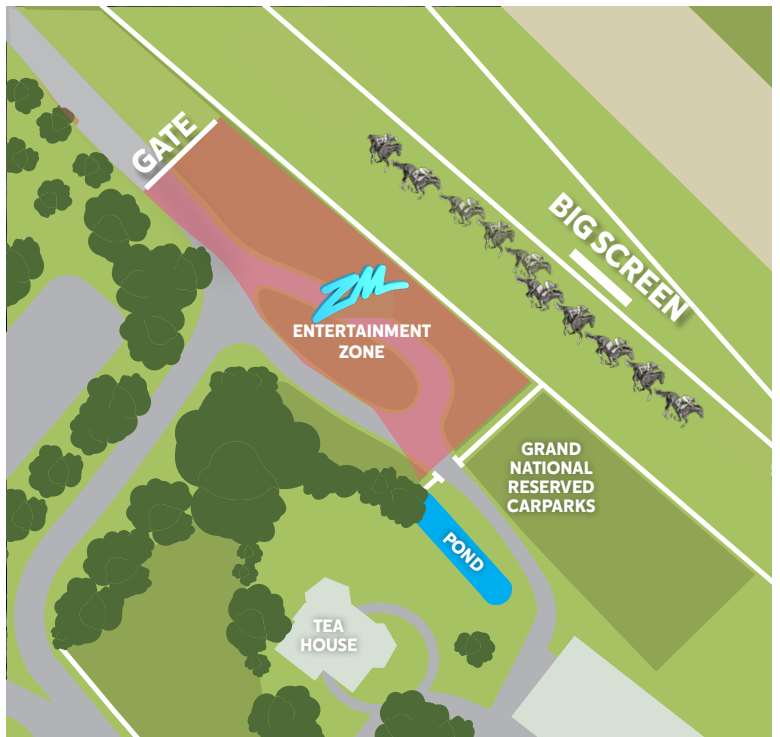 GATE
BIG SCREEN
ZM
ENTERTAINMENT
ZONE
GRAND
NATIONAL
RESERVED
CARPARKS
POND
TEA
HOUSE